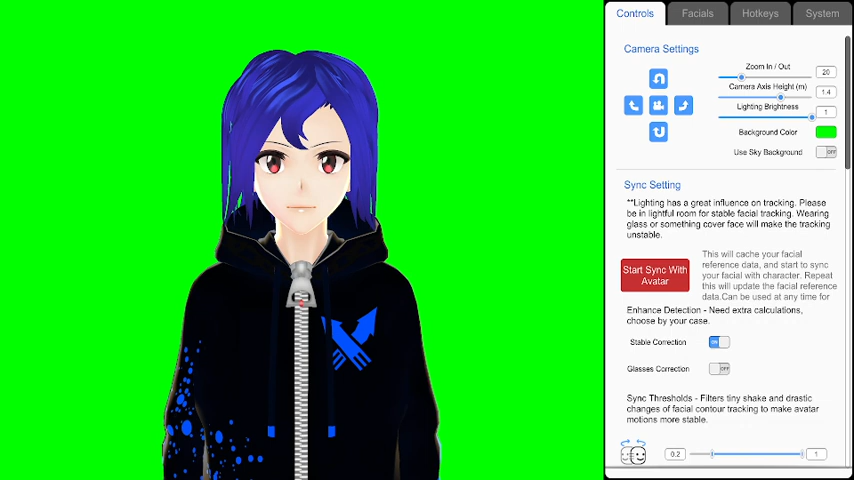 Controls
Facials
Hotkeys
System
Camera Settings
Zoom In / Out
20
Camera Axis Height (m)
1.4
Lighting Brightness
1
Background Color
Use Sky Background
OFF
Sync Setting
**Lighting has a great influence on tracking. Please
be in lightful room for stable facial tracking. Wearing
glass or something cover face will make the tracking
unstable.
Start Sync With
Avatar
This will cache your facial
reference data, and start to sync
your facial with character. Repeat
this will update the facial reference
data.Can be used at any time for
Enhance Detection - Need extra calculations,
choose by your case.
Stable Correction
ON
Glasses Correction
OFF
Sync Thresholds - Filters tiny shake and drastic
changes of facial contour tracking to make avatar
motions more stable.
0.2
1